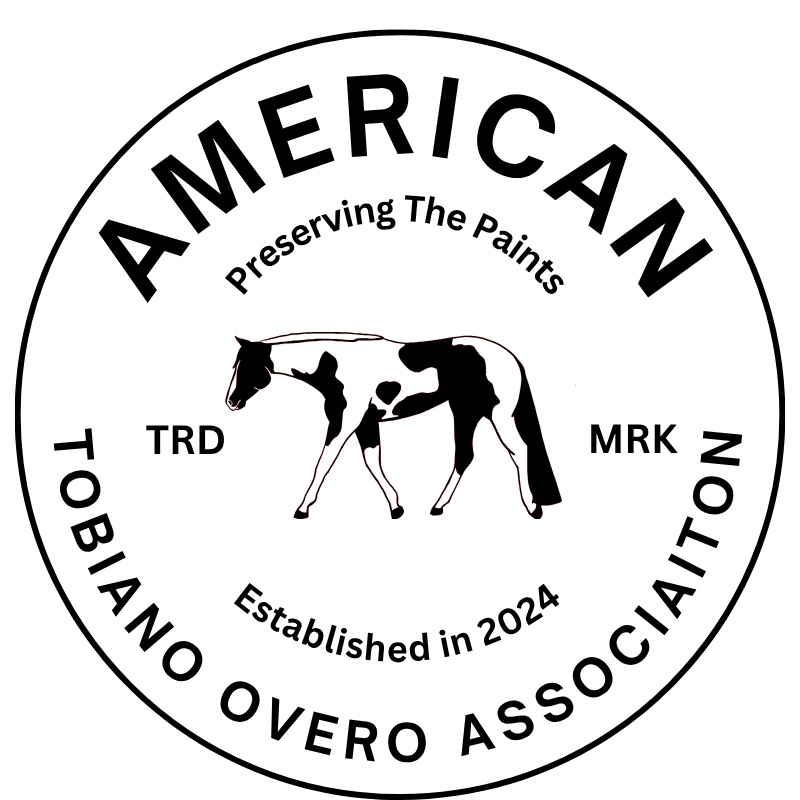 AMERICAN
Preserving The Paints
TRD
MRK
Established in 2024
TOBIANO OVERO ASSOCIAITON